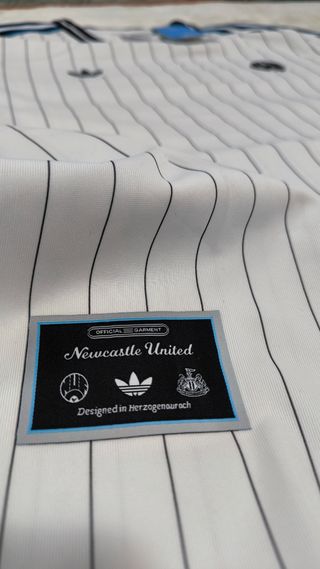 OFFICIAL GARMENT
Newcastle United
Designed in Herzogenaurach